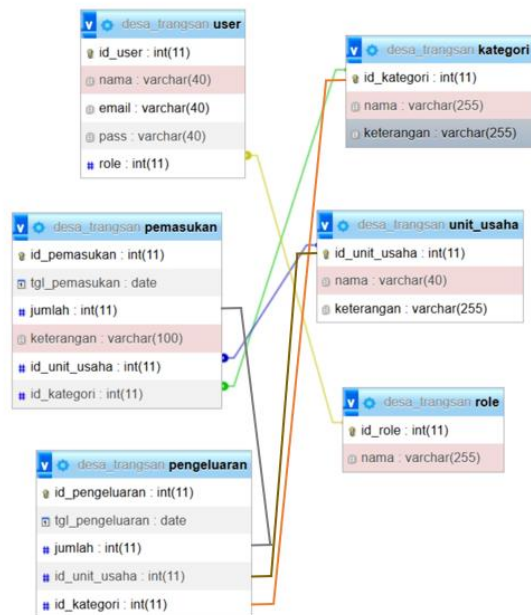 desa_trangsan user
id_user : int(11)
nama : varchar(40)
email : varchar(40)
pass : varchar(40)
role : int(11)
desa_trangsan kategori
id_kategori : int(11)
nama : varchar(255)
keterangan : varchar(255)
desa_trangsan pemasukan
id_pemasukan : int(11)
tgl_pemasukan : date
jumlah : int(11)
keterangan : varchar(100)
id_unit_usaha : int(11)
id_kategori : int(11)
desa_trangsan unit_usaha
id_unit_usaha : int(11)
nama : varchar(40)
keterangan : varchar(255)
desa_trangsan role
id_role : int(11)
nama : varchar(255)
desa_trangsan pengeluaran
id_pengeluaran : int(11)
tgl_pengeluaran : date
jumlah : int(11)
id_unit_usaha : int(11)
id_kategori : int(11)